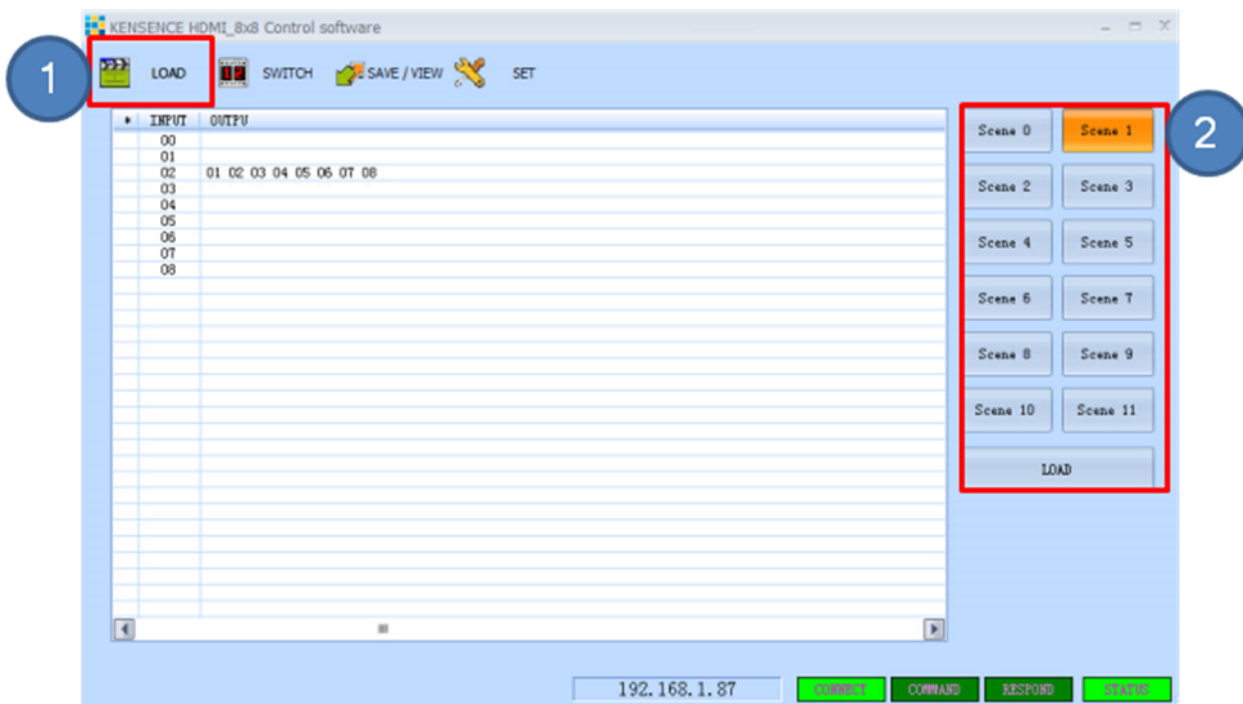 KENSENCE HDMI_8x8 Control software
1
LOAD SWITCH SAVE / VIEW SET
INPUT OUTPU
00
01
02 01 02 03 04 05 06 07 08
03
04
05
06
07
08
Scene 0 Scene 1
2
Scene 2 Scene 3
Scene 4 Scene 5
Scene 6 Scene 7
Scene 8 Scene 9
Scene 10 Scene 11
LOAD
192.168.1.87 CONNECT COMMAND RESPOND STATUS